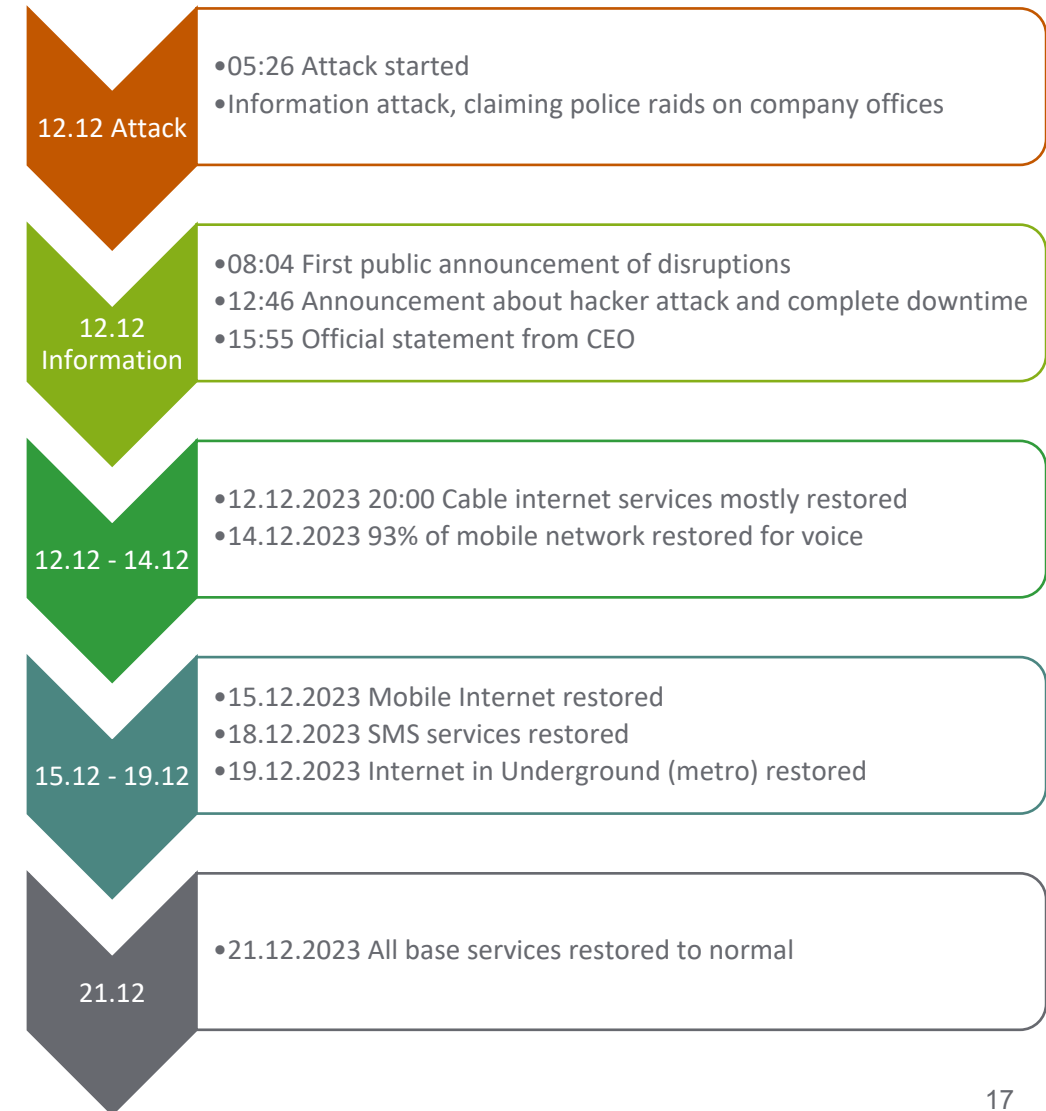 12.12 Attack
•05:26 Attack started
•Information attack, claiming police raids on company offices
12.12
Information
•08:04 First public announcement of disruptions
•12:46 Announcement about hacker attack and complete downtime
•15:55 Official statement from CEO
12.12 - 14.12
•12.12.2023 20:00 Cable internet services mostly restored
•14.12.2023 93% of mobile network restored for voice
15.12 - 19.12
•15.12.2023 Mobile Internet restored
•18.12.2023 SMS services restored
•19.12.2023 Internet in Underground (metro) restored
21.12
•21.12.2023 All base services restored to normal
17